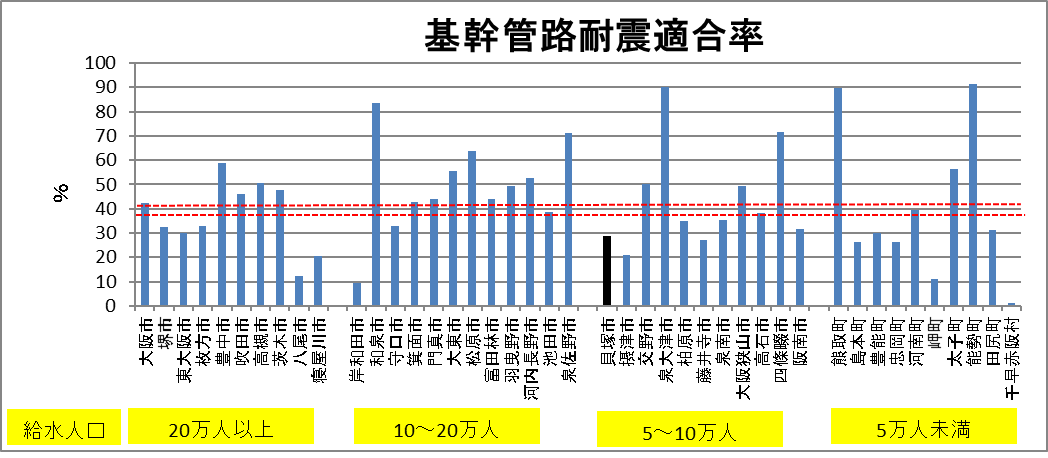 基幹管路耐震適合率
%
100
90
80
70
60
50
40
30
20
10
0
大阪市
堺市
東大阪市
枚方市
豊中市
吹田市
高槻市
茨木市
八尾市
寝屋川市
岸和田市
和泉市
守口市
箕面市
門真市
大東市
松原市
富田林市
羽曳野市
河内長野市
池田市
泉佐野市
貝塚市
摂津市
交野市
泉大津市
柏原市
藤井寺市
泉南市
大阪狭山市
高石市
四條畷市
阪南市
熊取町
島本町
豊能町
忠岡町
河南町
岬町
太子町
能勢町
田尻町
千早赤阪村
給水人口
20万人以上
10～20万人
5～10万人
5万人未満